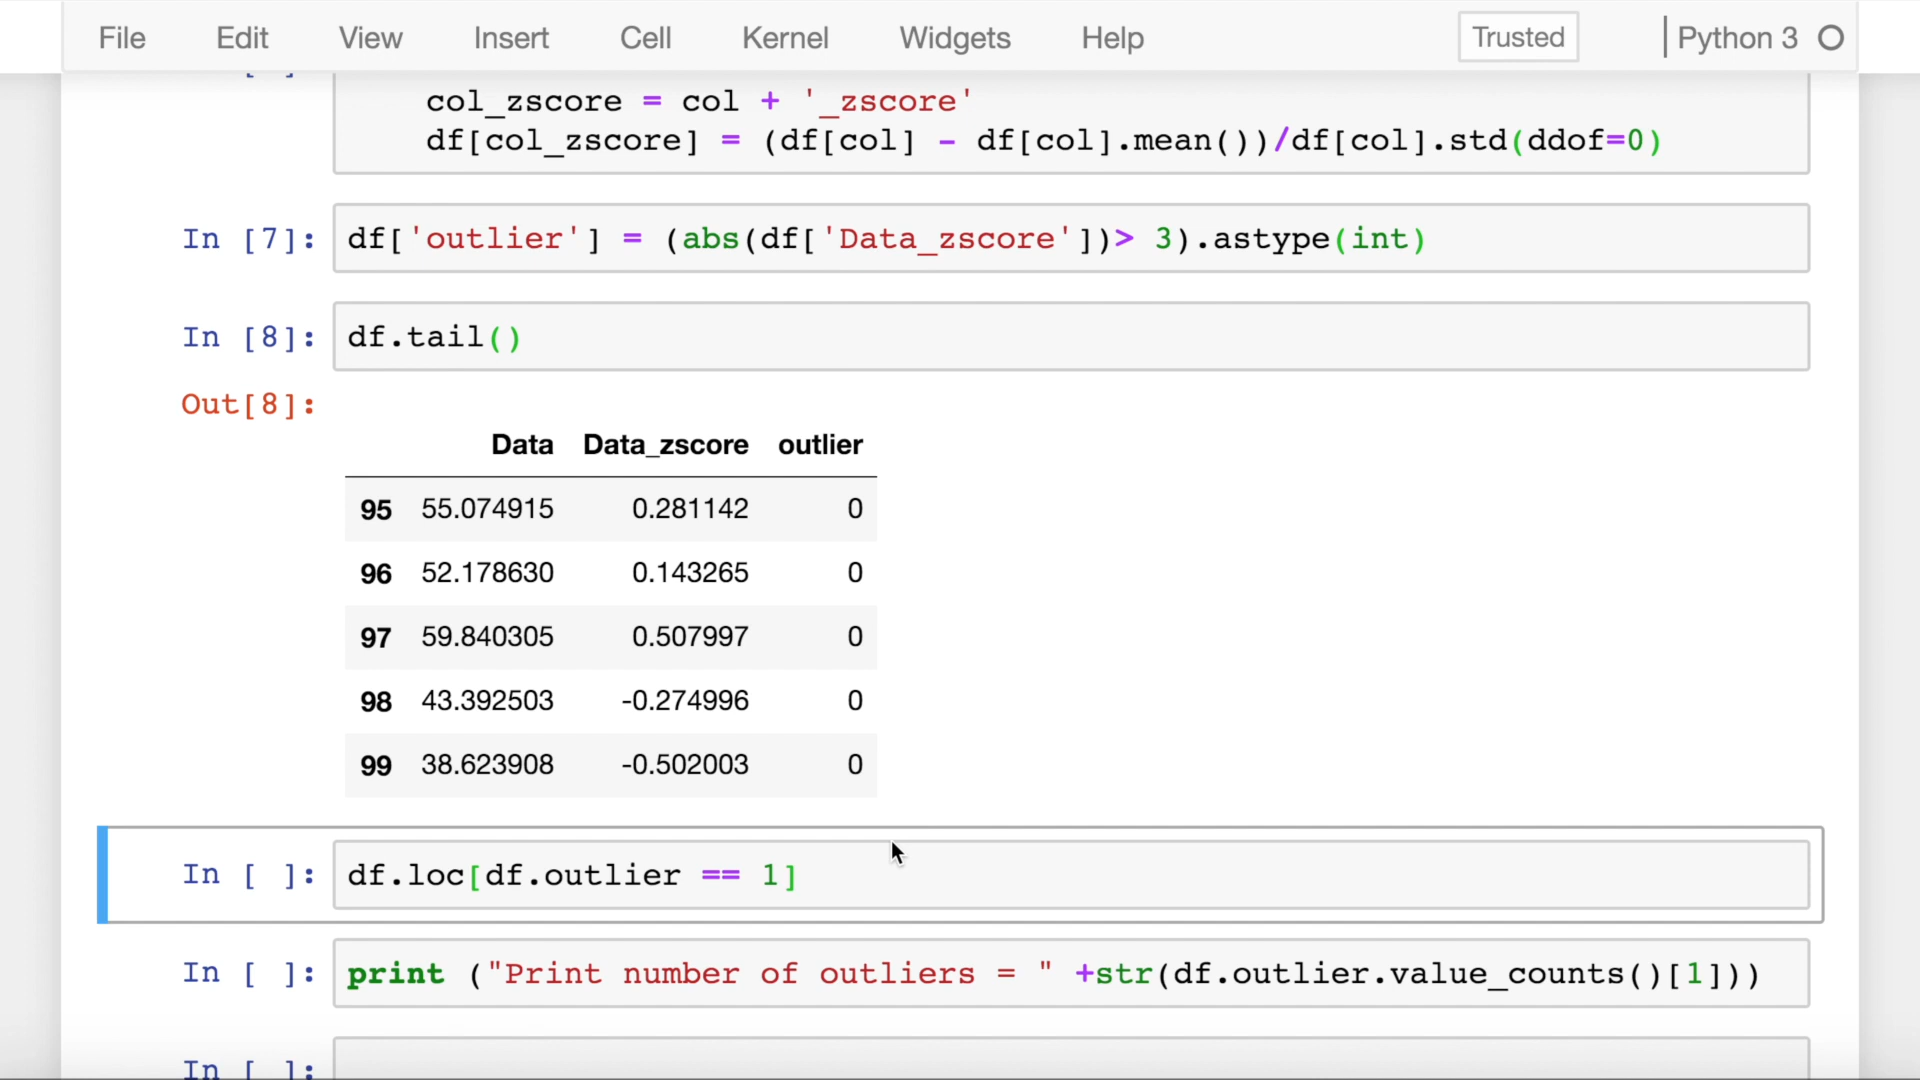 File Edit View Insert Cell Kernel Widgets Help Trusted Python 3
col_zscore = col + '_zscore'
df[col_zscore] = (df[col] - df[col].mean())/df[col].std(ddof=0)
In [7]: df['outlier'] = (abs(df['Data_zscore'])> 3).astype(int)
In [8]: df.tail()
Out[8]:
Data Data_zscore outlier
95 55.074915 0.281142 0
96 52.178630 0.143265 0
97 59.840305 0.507997 0
98 43.392503 -0.274996 0
99 38.623908 -0.502003 0
In [ ]: df.loc[df.outlier == 1]
In [ ]: print ("Print number of outliers = " +str(df.outlier.value_counts()[1]))
In [ ]: